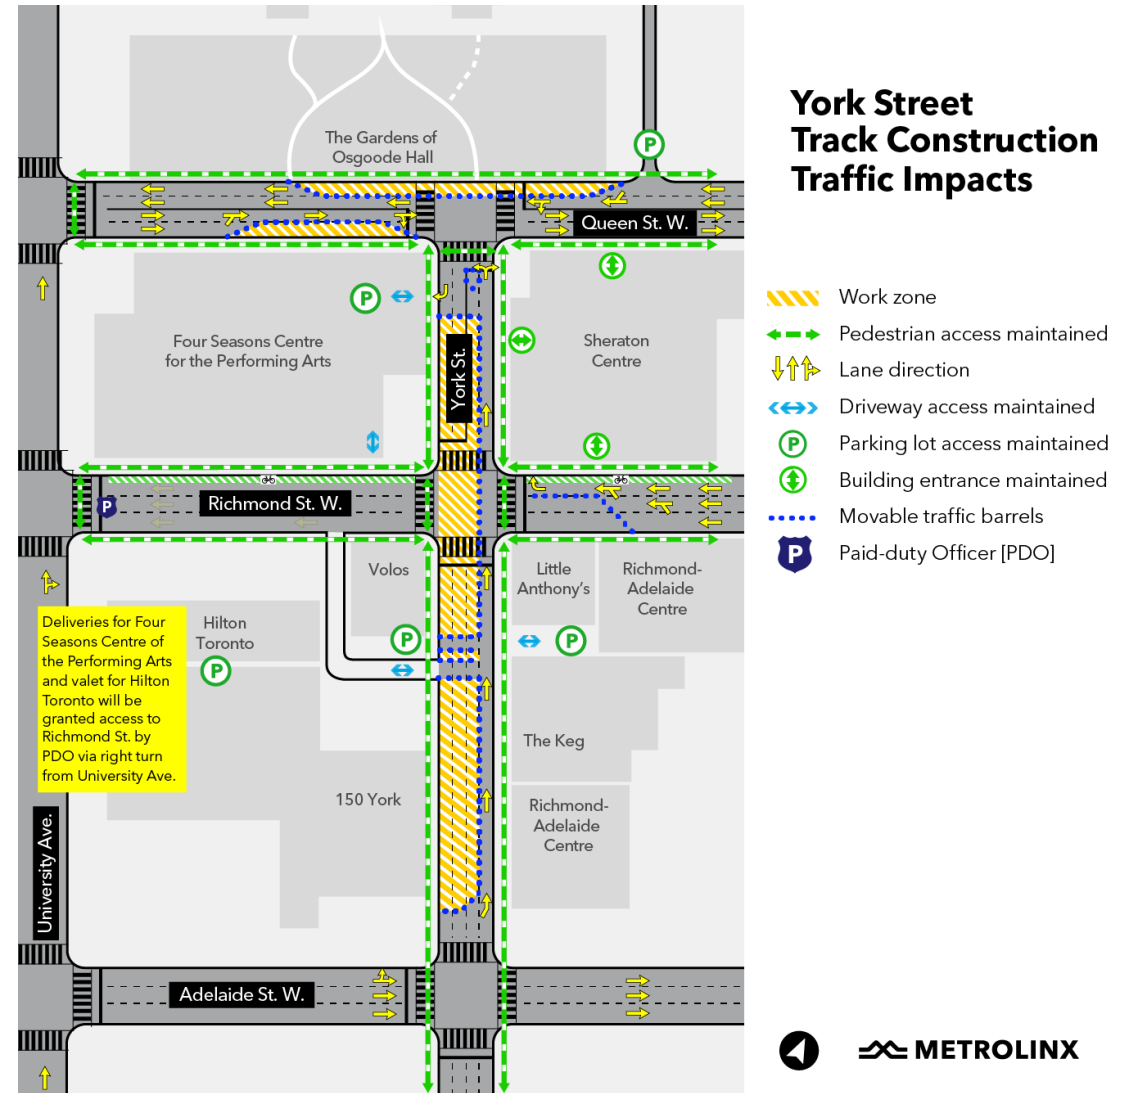 York Street
Track Construction
Traffic Impacts
The Gardens of
Osgoode Hall
P
Queen St. W.
P
Four Seasons Centre
for the Performing Arts
York St.
Sheraton
Centre
Work zone
Pedestrian access maintained
Lane direction
Driveway access maintained
P
Parking lot access maintained
Building entrance maintained
Movable traffic barrels
P
Paid-duty Officer [PDO]
P
Richmond St. W.
Volos
Little
Anthony’s
Richmond-
Adelaide
Centre
Hilton
Toronto
P
P
P
Deliveries for Four
Seasons Centre of
the Performing Arts
and valet for Hilton
Toronto will be
granted access to
Richmond St. by
PDO via right turn
from University Ave.
The Keg
150 York
Richmond-
Adelaide
Centre
University Ave.
Adelaide St. W.
METROLINX